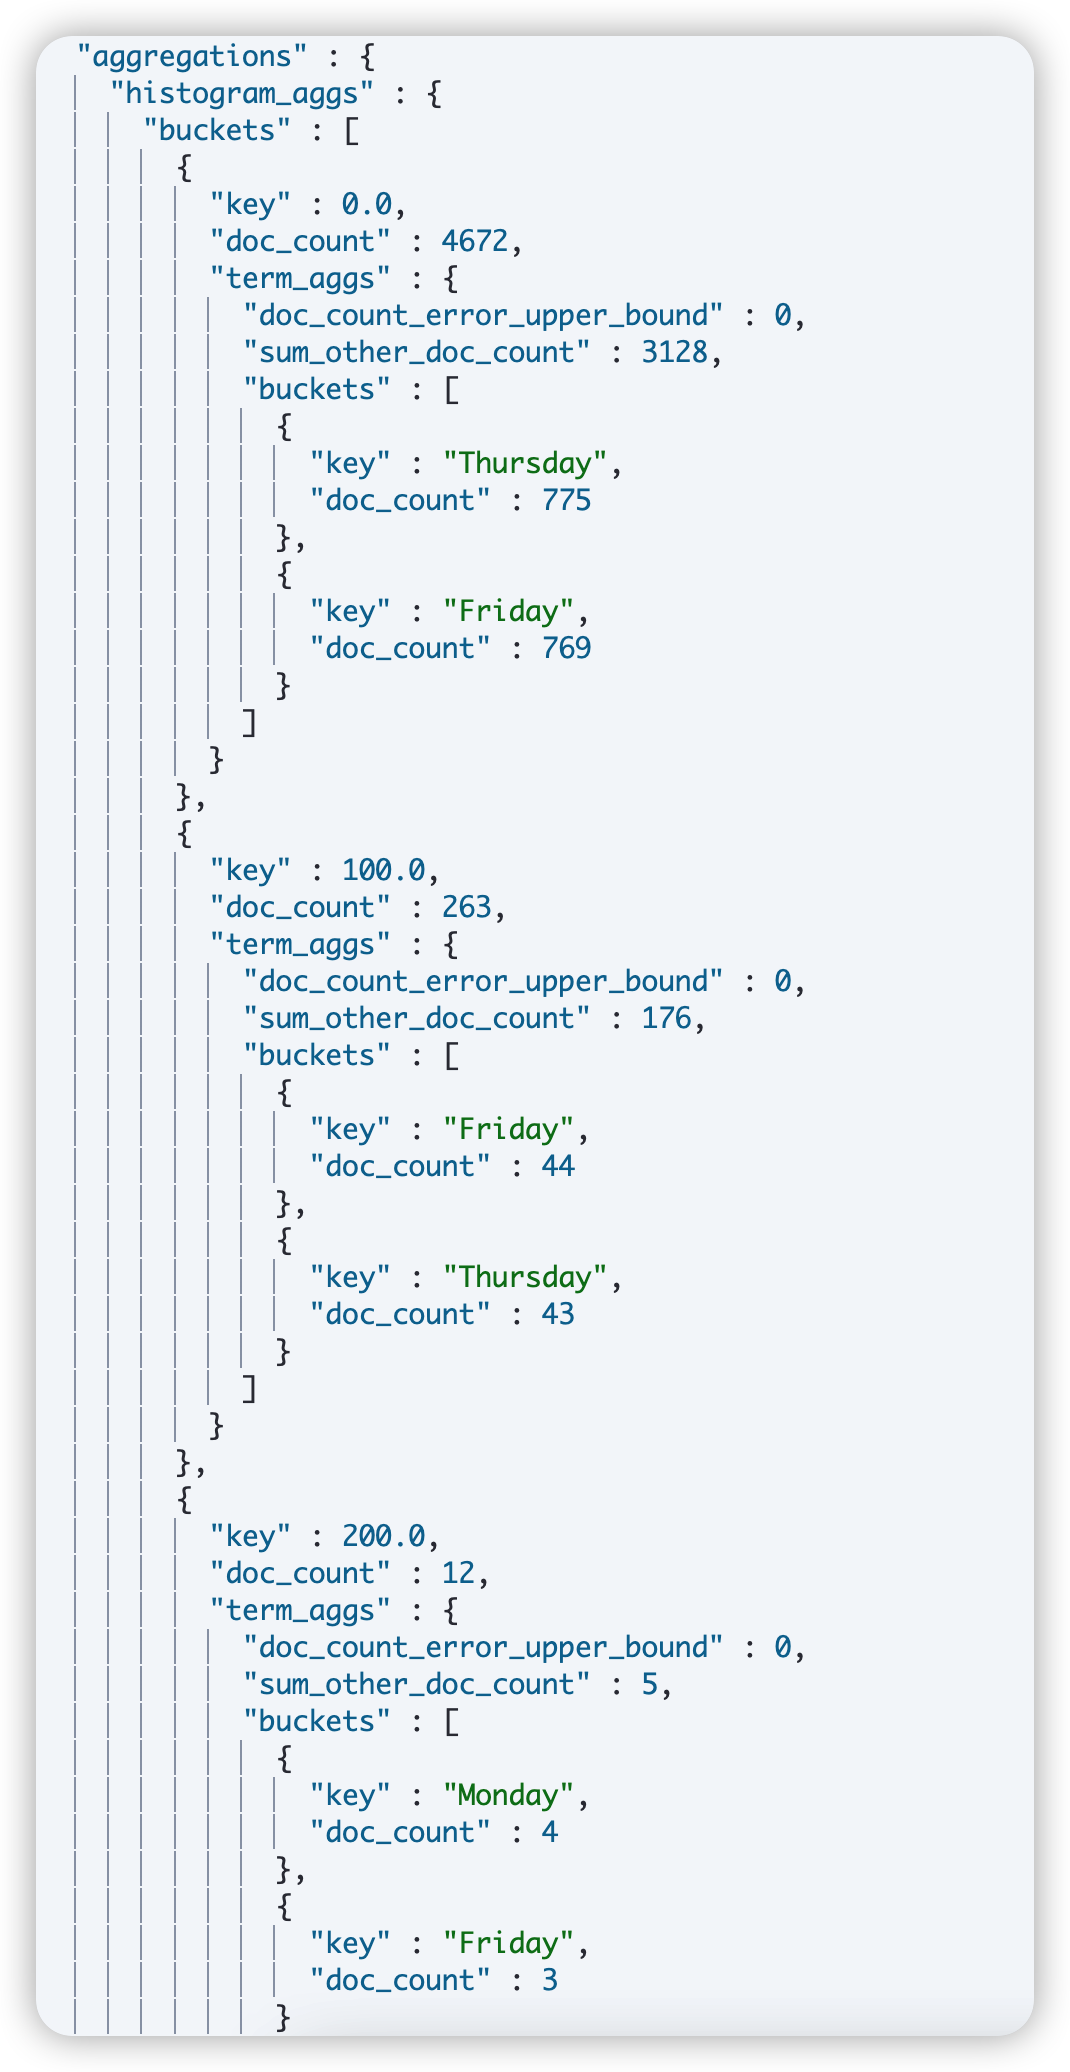 "aggregations" : {
"histogram_aggs" : {
"buckets" : [
{
"key" : 0.0,
"doc_count" : 4672,
"term_aggs" : {
"doc_count_error_upper_bound" : 0,
"sum_other_doc_count" : 3128,
"buckets" : [
{
"key" : "Thursday",
"doc_count" : 775
},
{
"key" : "Friday",
"doc_count" : 769
}
]
}
},
{
"key" : 100.0,
"doc_count" : 263,
"term_aggs" : {
"doc_count_error_upper_bound" : 0,
"sum_other_doc_count" : 176,
"buckets" : [
{
"key" : "Friday",
"doc_count" : 44
},
{
"key" : "Thursday",
"doc_count" : 43
}
]
}
},
{
"key" : 200.0,
"doc_count" : 12,
"term_aggs" : {
"doc_count_error_upper_bound" : 0,
"sum_other_doc_count" : 5,
"buckets" : [
{
"key" : "Monday",
"doc_count" : 4
},
{
"key" : "Friday",
"doc_count" : 3
}